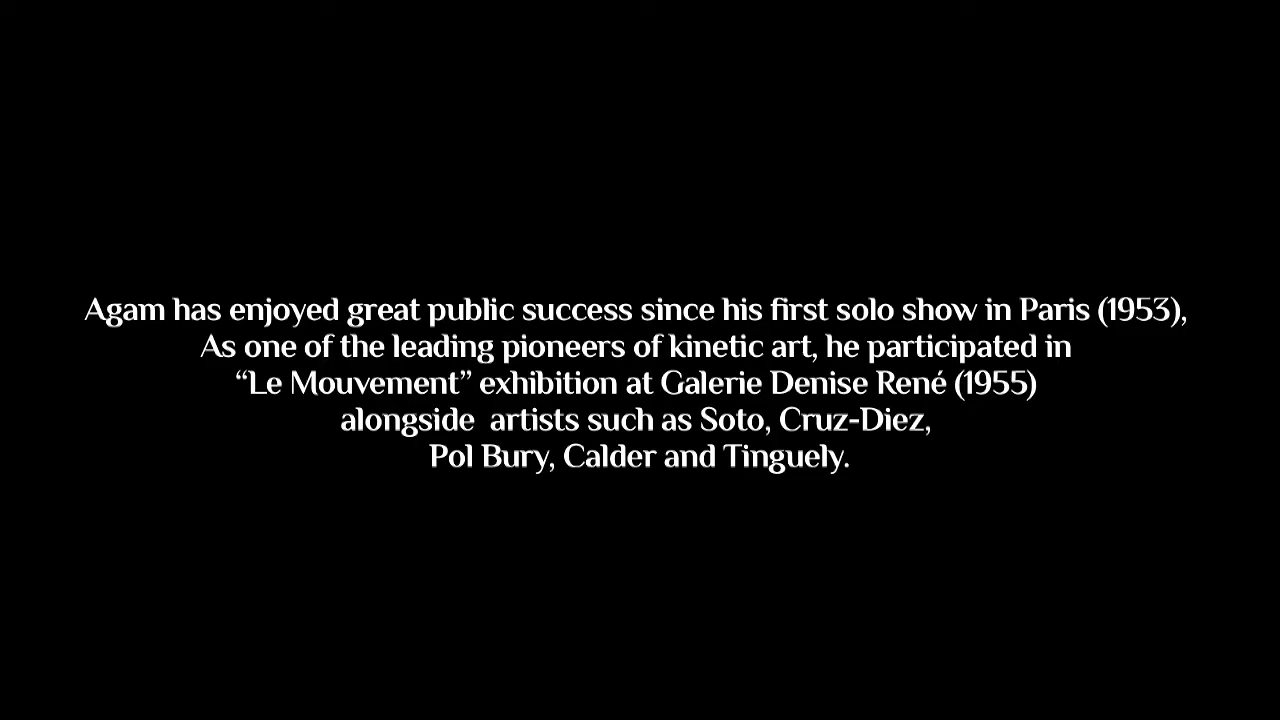 Agam has enjoyed great public success since his first solo show in Paris (1953),
As one of the leading pioneers of kinetic art, he participated in
“Le Mouvement” exhibition at Galerie Denise René (1955)
alongside  artists such as Soto, Cruz-Diez,
Pol Bury, Calder and Tinguely.